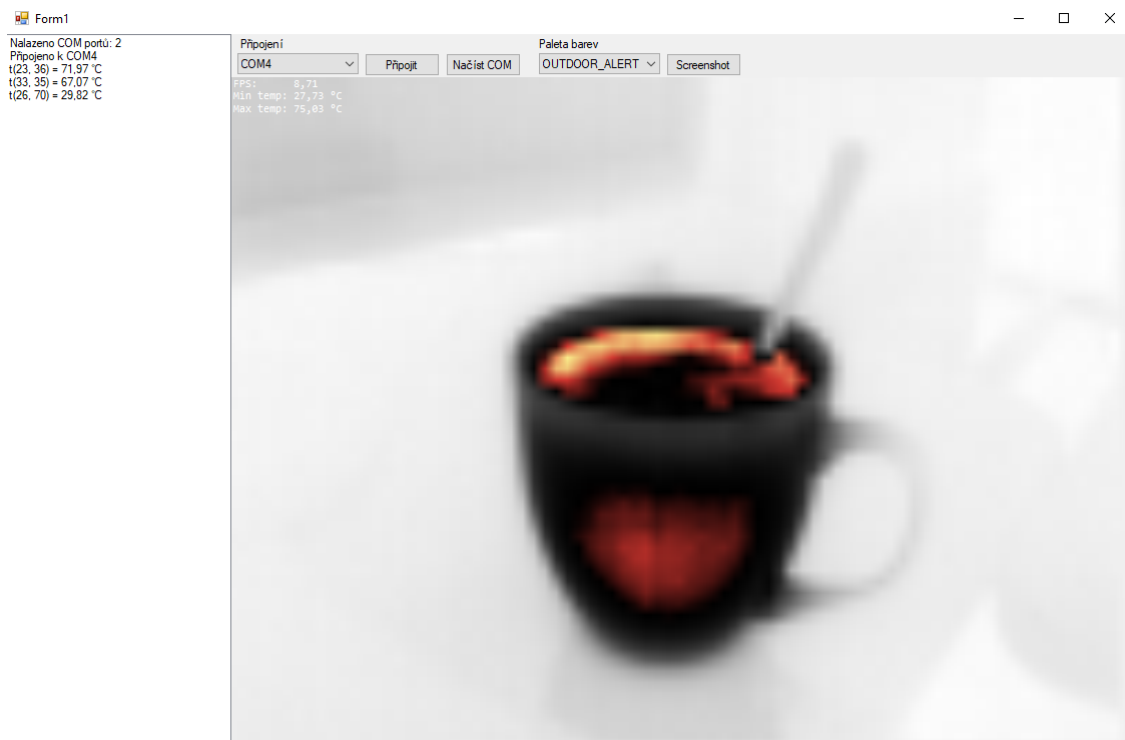 Form1
Nalazeno COM portů: 2
Připojeno k COM4
t(23, 36) = 71,97 °C
t(33, 35) = 67,07 °C
t(26, 70) = 29,82 °C
Připojení
COM4
Připojit
Načíst COM
Paleta barev
OUTDOOR_ALERT
Screenshot
FPS: 8,71
Min temp: 27,73 °C
Max temp: 75,03 °C